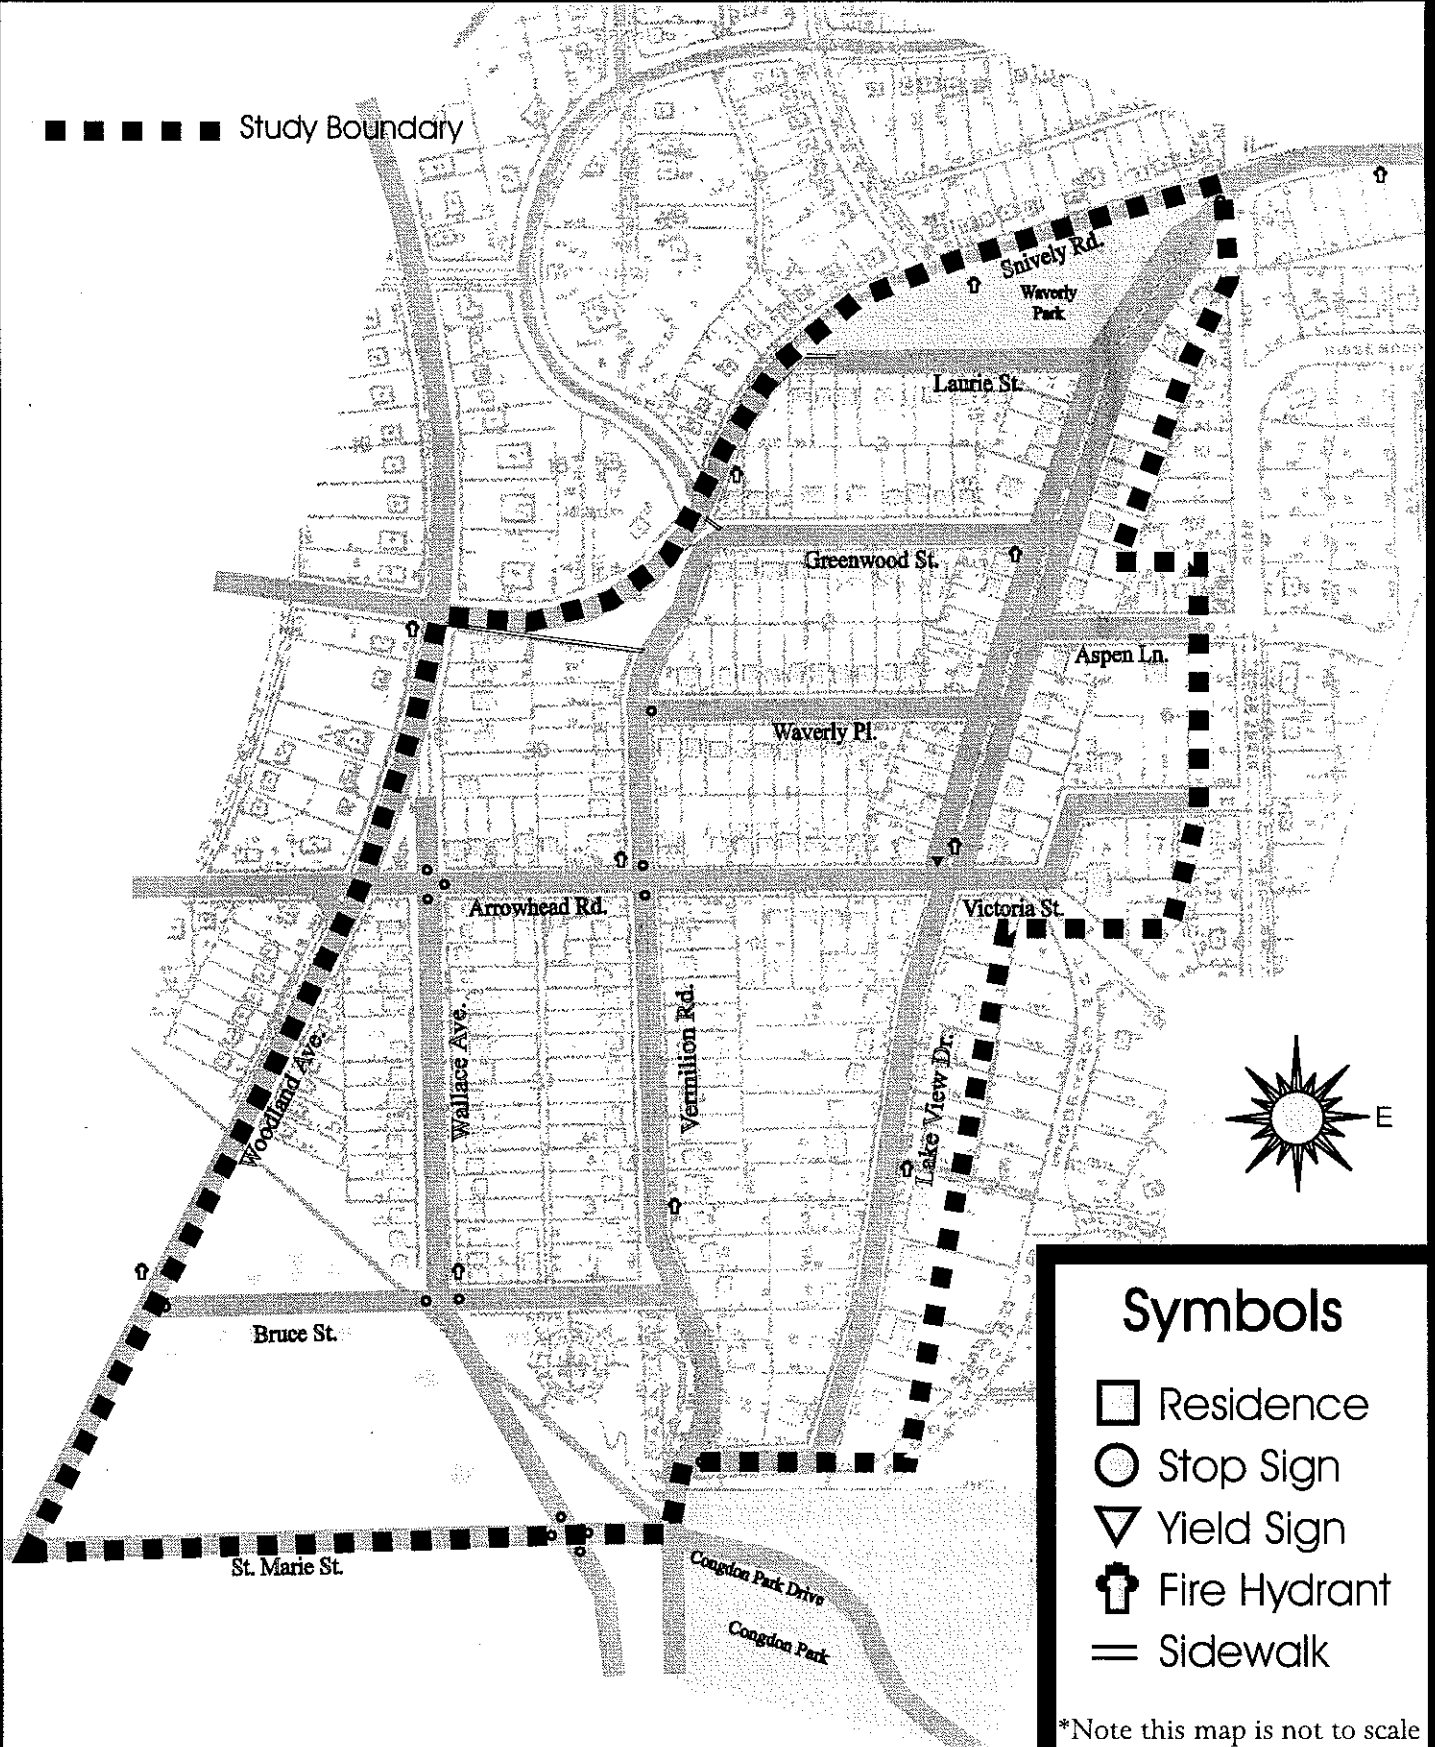 Study Boundary
Snively Rd.
Waverly
Park
Laurie St.
Greenwood St.
Aspen Ln.
Waverly Pl.
Arrowhead Rd.
Victoria St.
Woodland Ave.
Wallace Ave.
Vermilion Rd.
Lake View Dr.
E
Bruce St.
St. Marie St.
Congdon Park Drive
Congdon Park
Symbols
Residence
Stop Sign
Yield Sign
Fire Hydrant
Sidewalk
*Note this map is not to scale